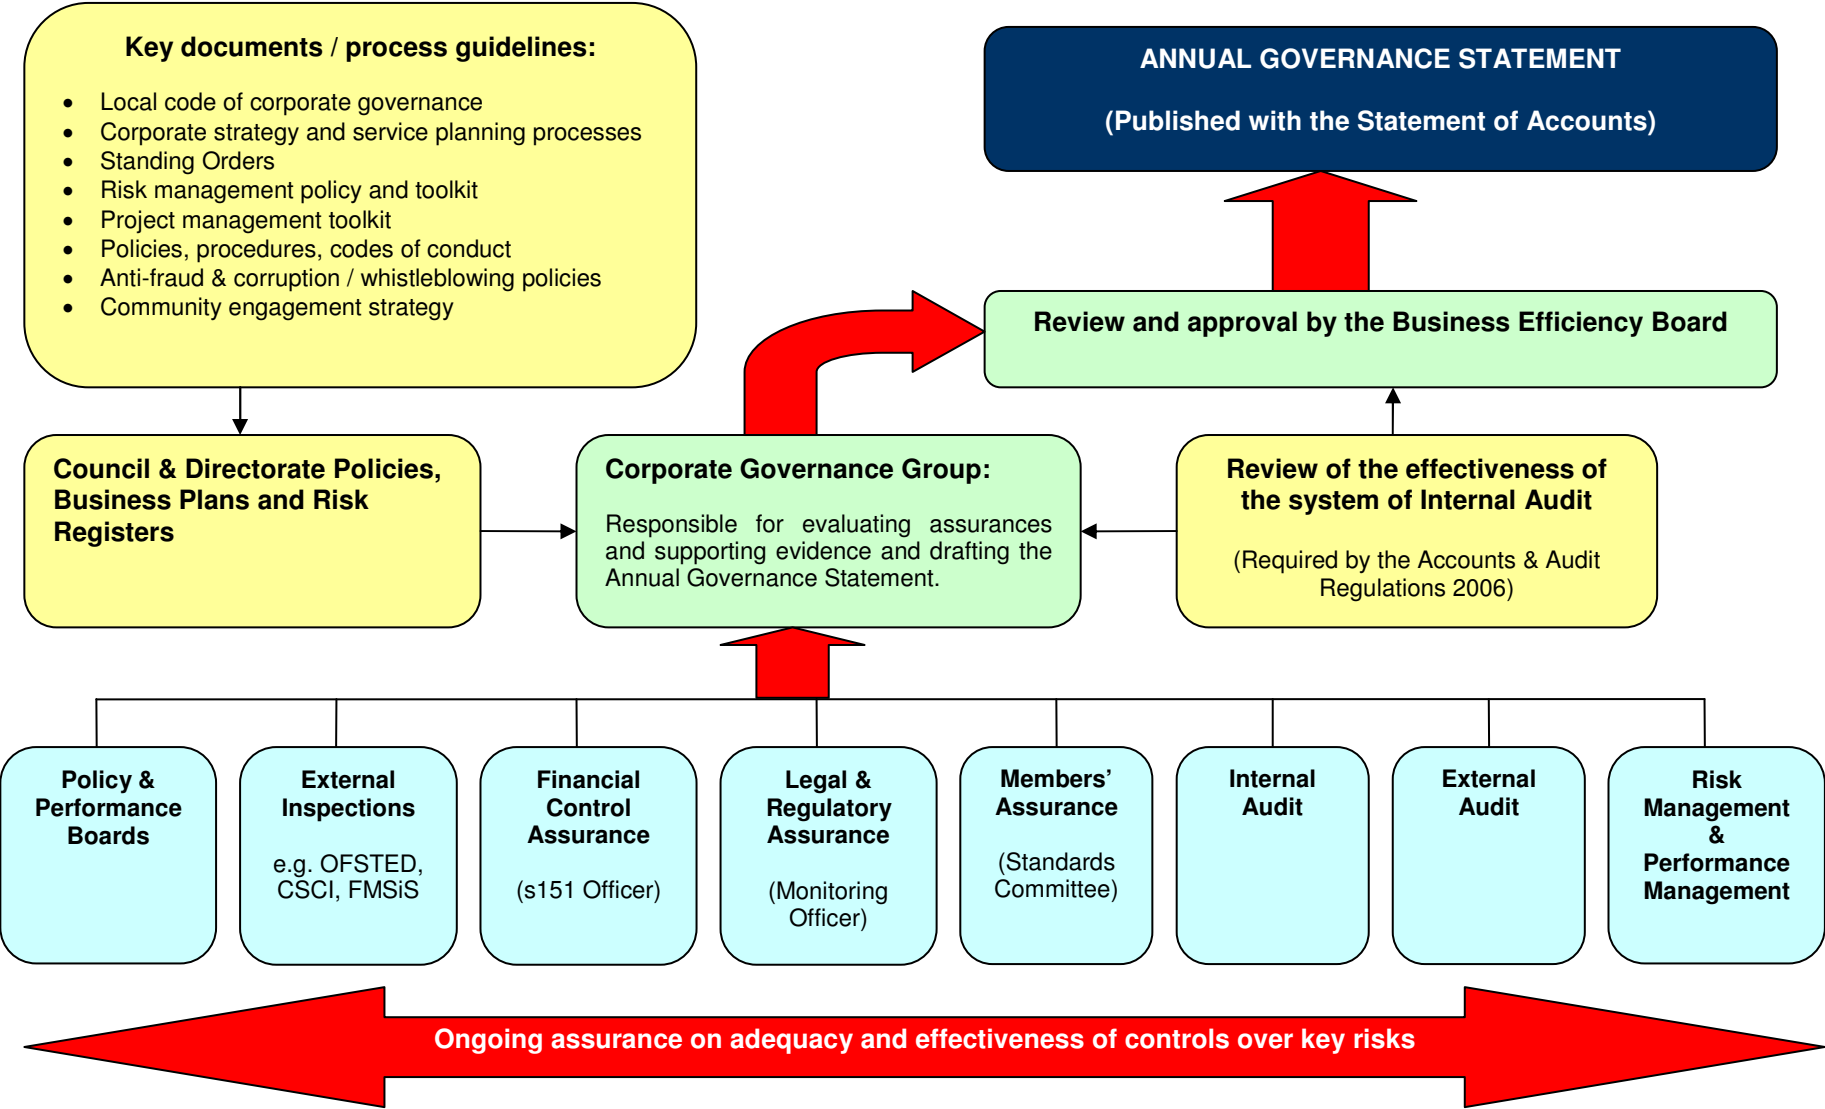 Key documents / process guidelines:
• Local code of corporate governance
• Corporate strategy and service planning processes
• Standing Orders
• Risk management policy and toolkit
• Project management toolkit
• Policies, procedures, codes of conduct
• Anti-fraud & corruption / whistleblowing policies
• Community engagement strategy
ANNUAL GOVERNANCE STATEMENT
(Published with the Statement of Accounts)
Review and approval by the Business Efficiency Board
Council & Directorate Policies,
Business Plans and Risk
Registers
Corporate Governance Group:
Responsible for evaluating assurances
and supporting evidence and drafting the
Annual Governance Statement.
Review of the effectiveness of
the system of Internal Audit
(Required by the Accounts & Audit
Regulations 2006)
Policy &
Performance
Boards
External
Inspections
e.g. OFSTED,
CSCI, FMSiS
Financial
Control
Assurance
(s151 Officer)
Legal &
Regulatory
Assurance
(Monitoring
Officer)
Members’
Assurance
(Standards
Committee)
Internal
Audit
External
Audit
Risk
Management
&
Performance
Management
Ongoing assurance on adequacy and effectiveness of controls over key risks